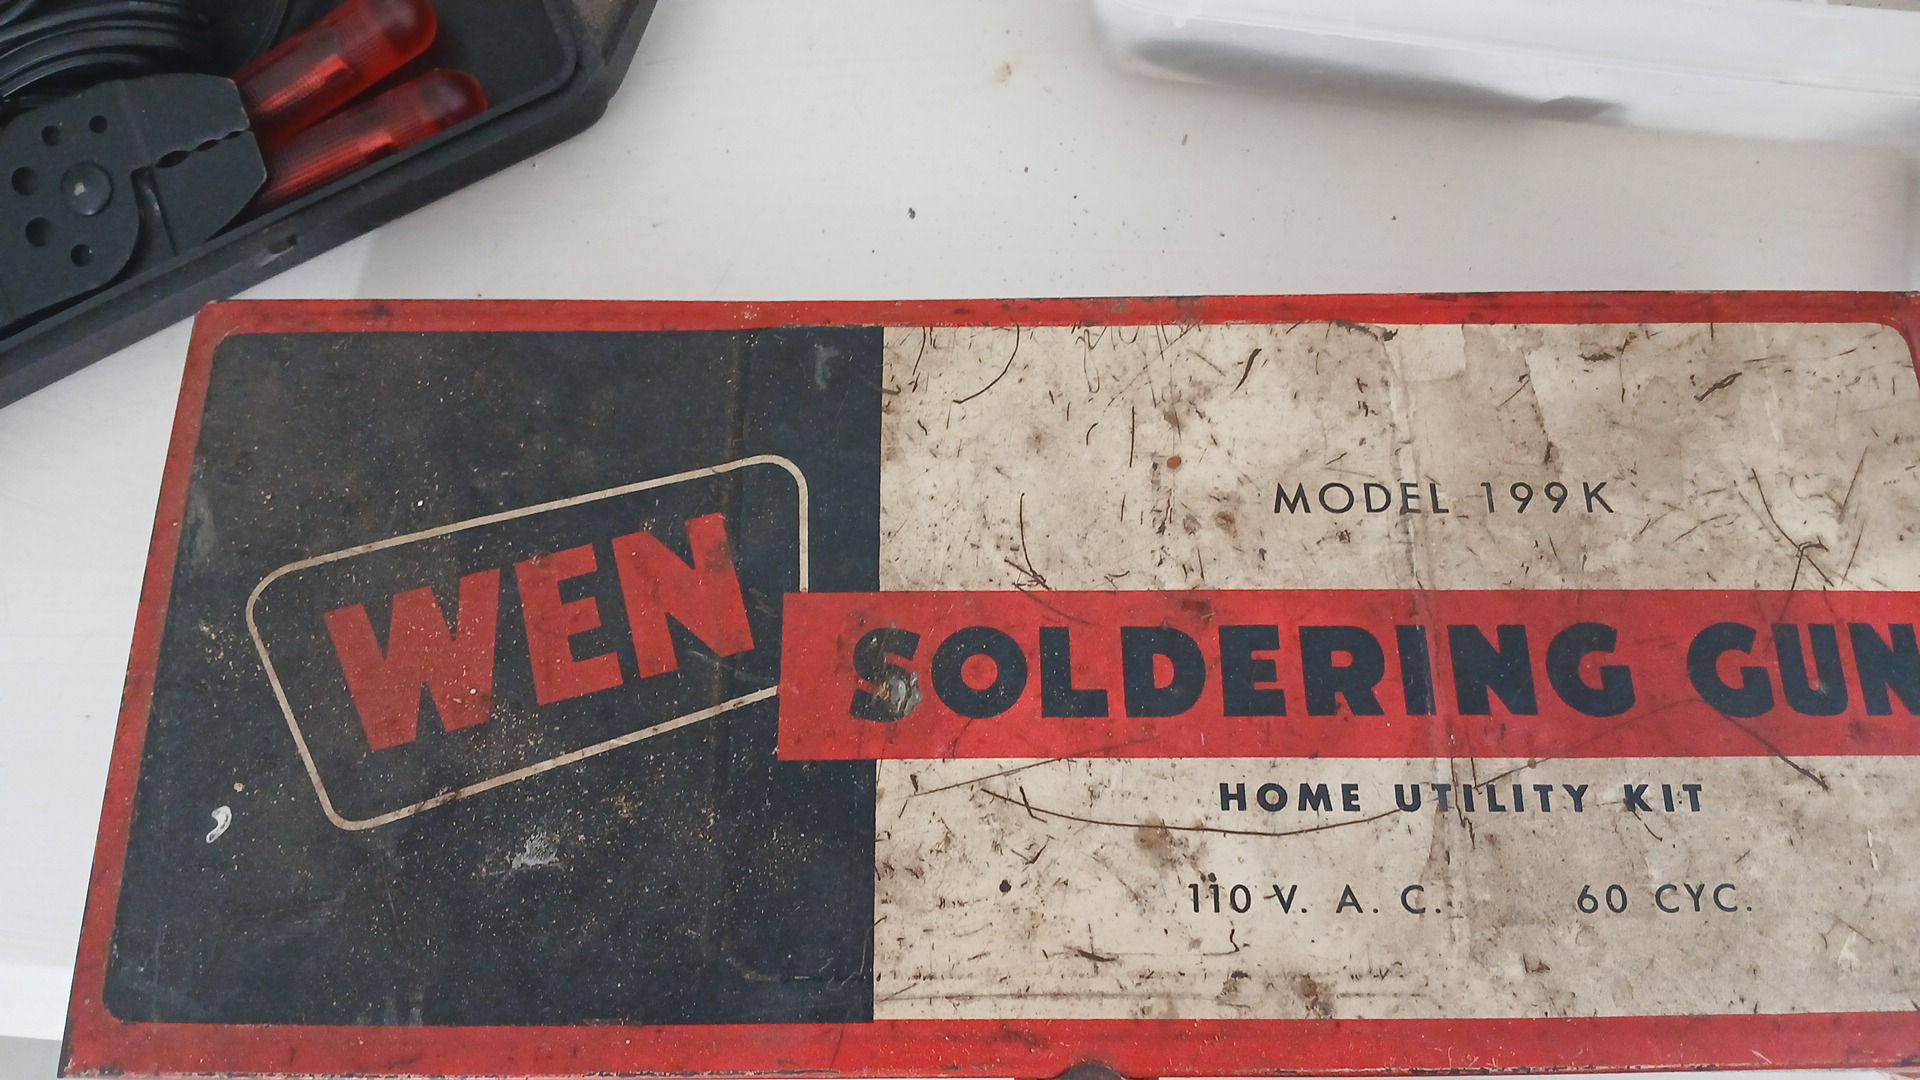 MODEL 199K
WEN
SOLDERING GUN
HOME UTILITY KIT
110 V. A. C. 60 CYC.